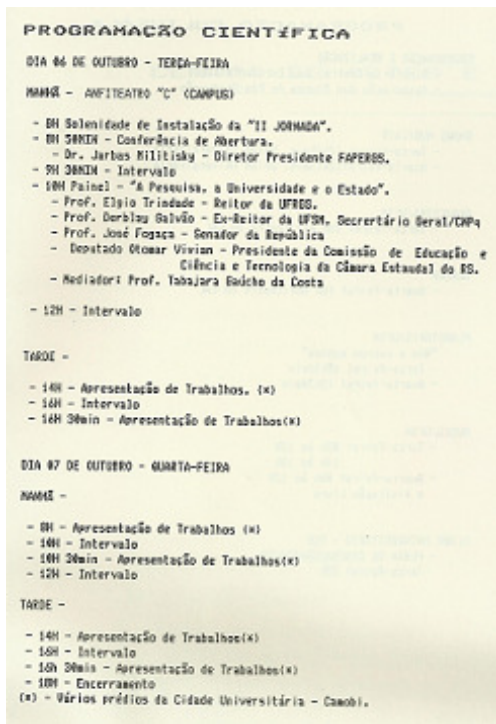 PROGRAMAÇÃO CIENTÍFICA
DIA 06 DE OUTUBRO - TERÇA-FEIRA
MANHÃ - ANFITEATRO "C" (CAMPUS)
- 8H Solenidade de Instalação da "II JORNADA".
- 8H 50MIN - Conferência de Abertura.
- Dr. Jarbas Militisky - Diretor Presidente FAPERGS.
- 9H 30MIN - Intervalo
- 10H Painel - "A Pesquisa, a Universidade e o Estado".
- Prof. Elgio Trindade - Reitor da UFRGS.
- Prof. Derblay Galvão - Ex-Reitor da UFSM, Secrertário Geral/CNPq
- Prof. José Fogaça - Senador da República
- Deputado Otomar Vivian - Presidente da Comissão de Educação e
Ciência e Tecnologia da Câmara Estaudal do RS.
- Mediador: Prof. Tabajara Gaúcho da Costa
- 12H - Intervalo
TARDE -
- 14H - Apresentação de Trabalhos. (*)
- 16H - Intervalo
- 16H 30min - Apresentação de Trabalhos(*)
DIA 07 DE OUTUBRO - QUARTA-FEIRA
MANHÃ -
- 8H - Apresentação de Trabalhos (*)
- 10H - Intervalo
- 10H 30min - Apresentação de Trabalhos(*)
- 12H - Intervalo
TARDE -
- 14H - Apresentação de Trabalhos(*)
- 16H - Intervalo
- 16h 30min - Apresentação de Trabalhos(*)
- 18H - Encerramento
(*) - Vários prédios da Cidade Universitária - Camobi.